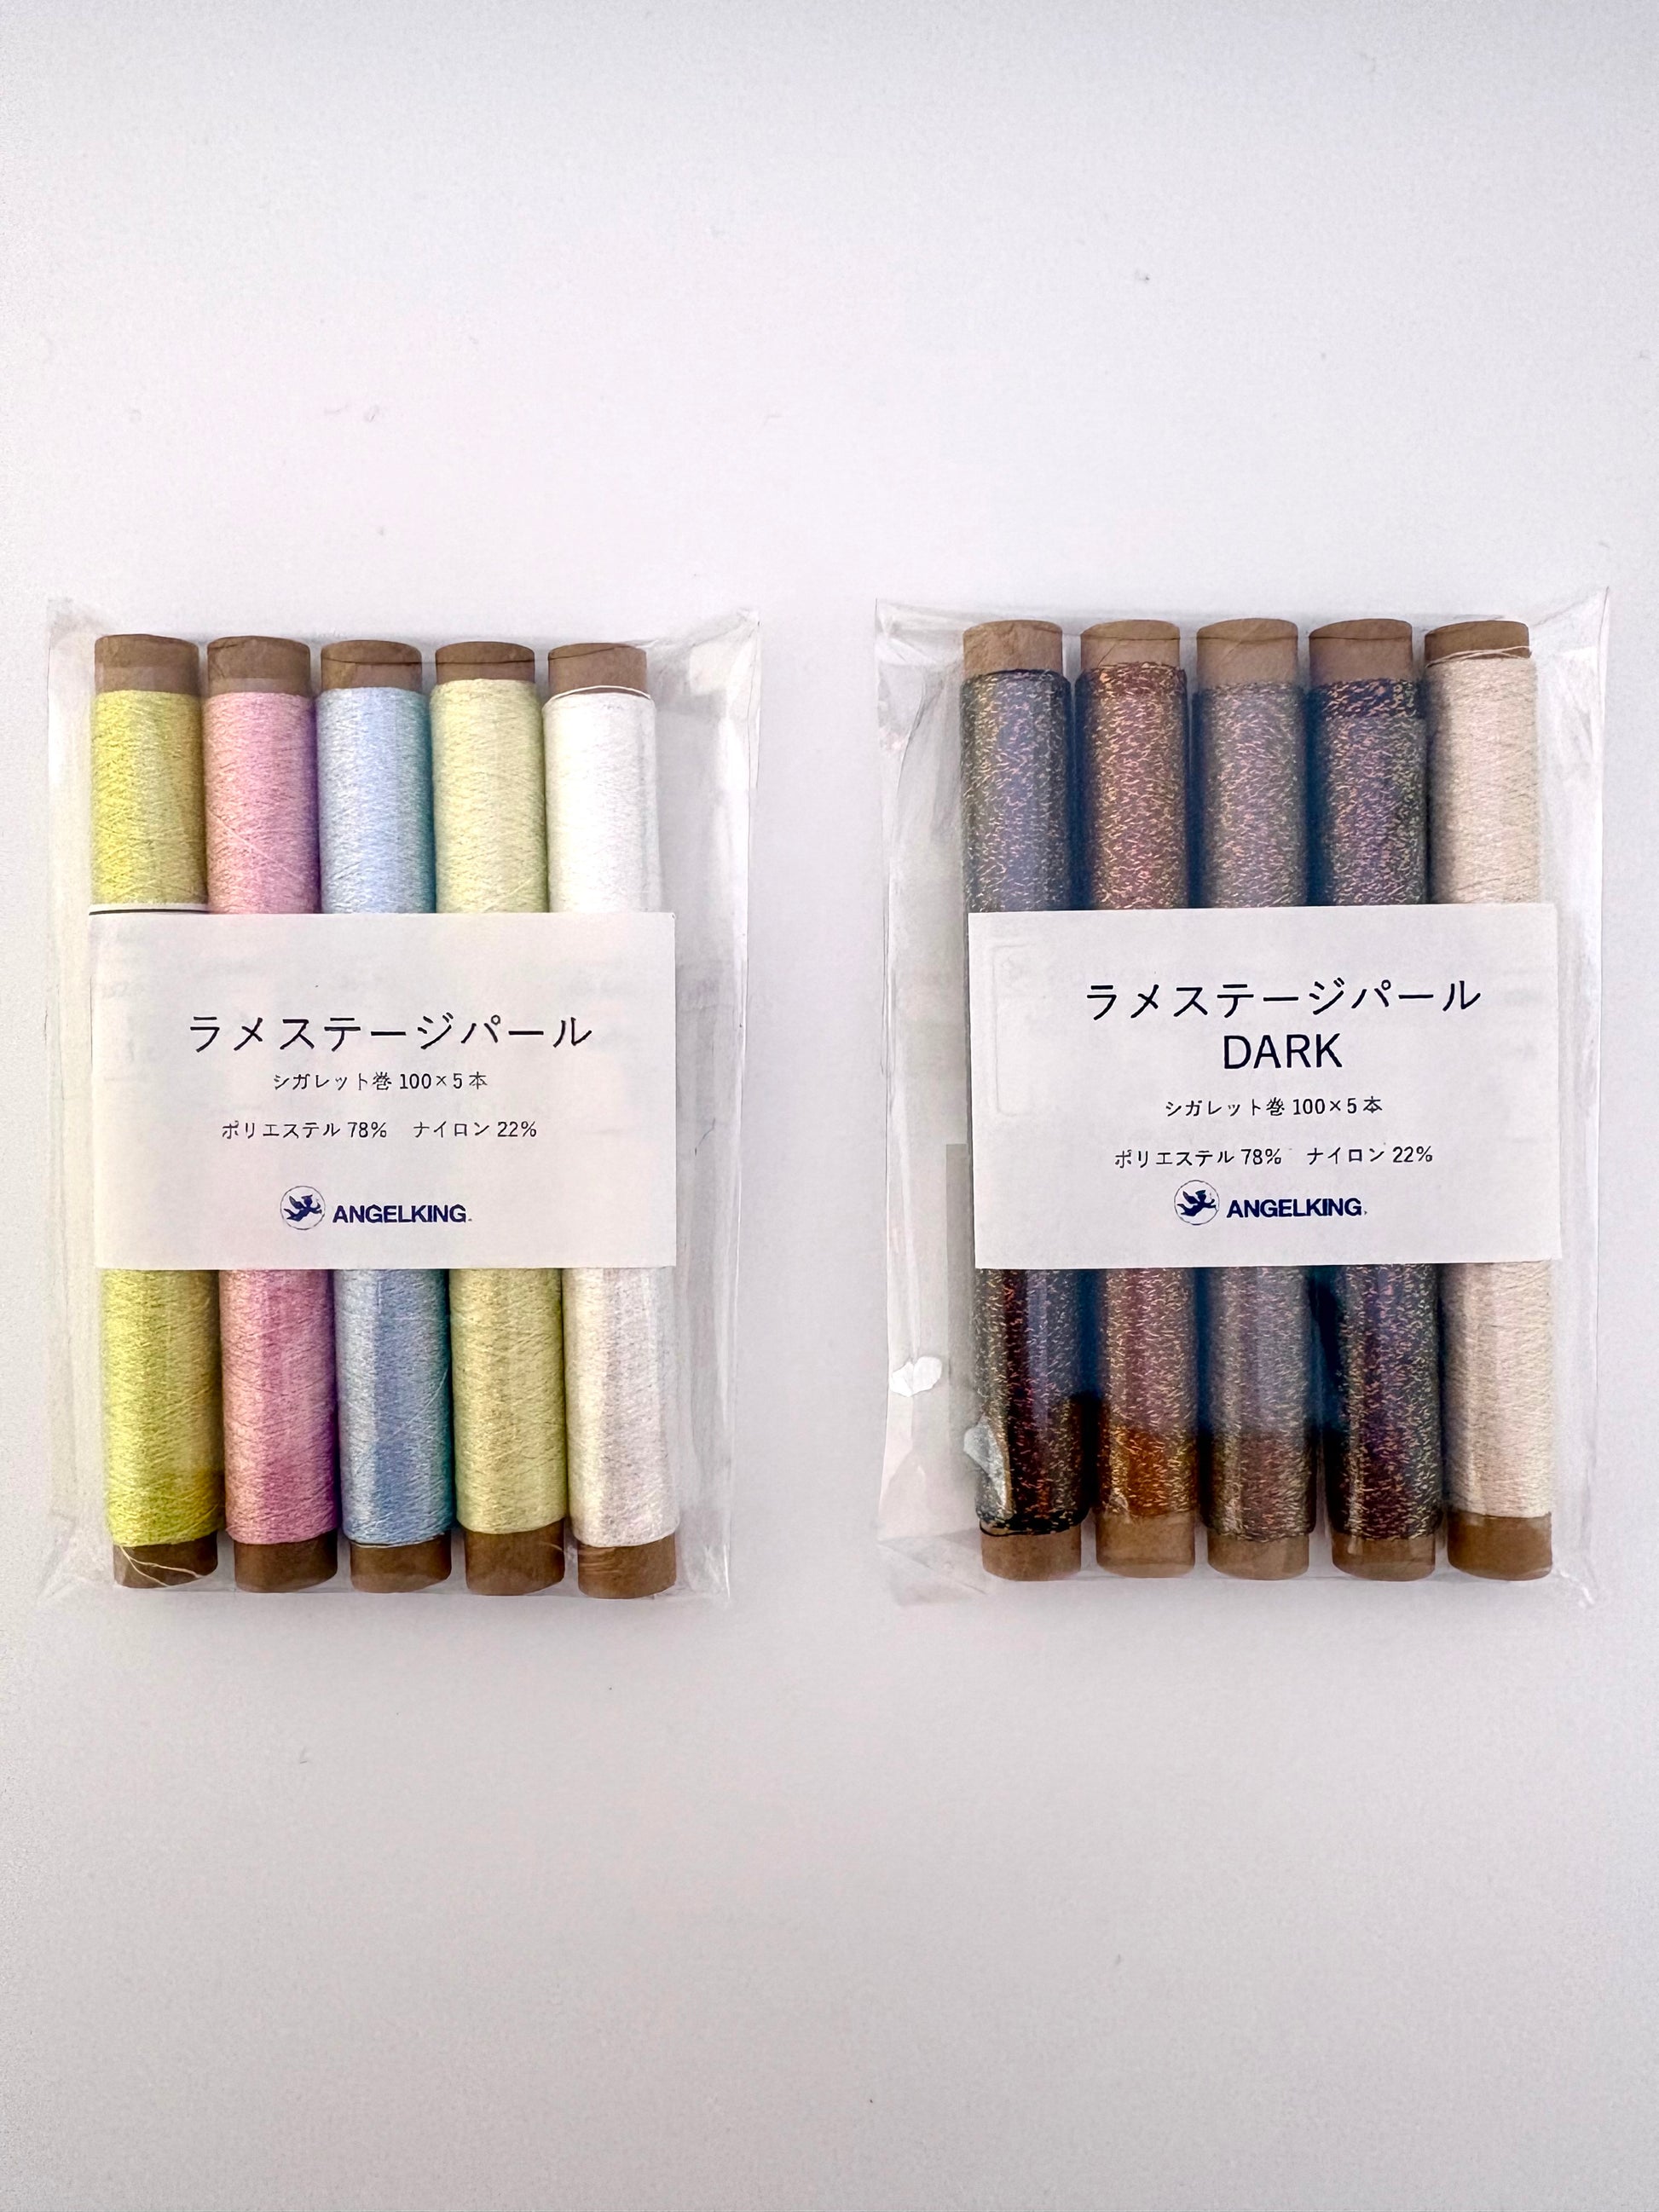 ラメステージパール
シガレット巻 100×5 本
ポリエステル 78%　ナイロン 22%
ANGELKING
ラメステージパール
DARK
シガレット巻 100×5 本
ポリエステル 78%　ナイロン 22%
ANGELKING